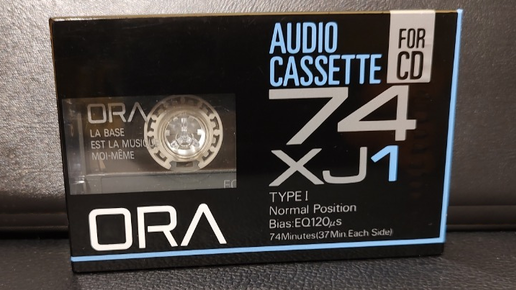 AUDIO
CASSETTE
FOR
CD
74
XJ1
TYPE I
Normal Position
Bias:EQ120μs
74Minutes(37Min.Each Side)
ORA
LA BASE
EST LA MUSIQU
MOI-MÊME
ORA